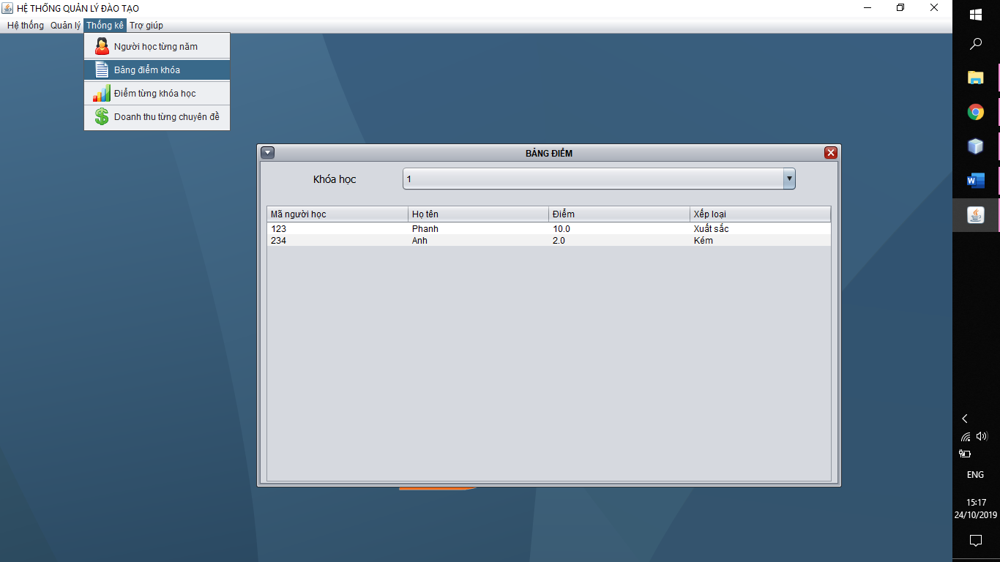 HỆ THỐNG QUẢN LÝ ĐÀO TẠO
Hệ thống Quản lý Thống kê Trợ giúp
Người học từng năm
Bảng điểm khóa
Điểm từng khóa học
Doanh thu từng chuyên đề
BẢNG ĐIỂM
Khóa học 1
Mã người học Họ tên Điểm Xếp loại
123 Phanh 10.0 Xuất sắc
234 Anh 2.0 Kém
ENG
15:17
24/10/2019